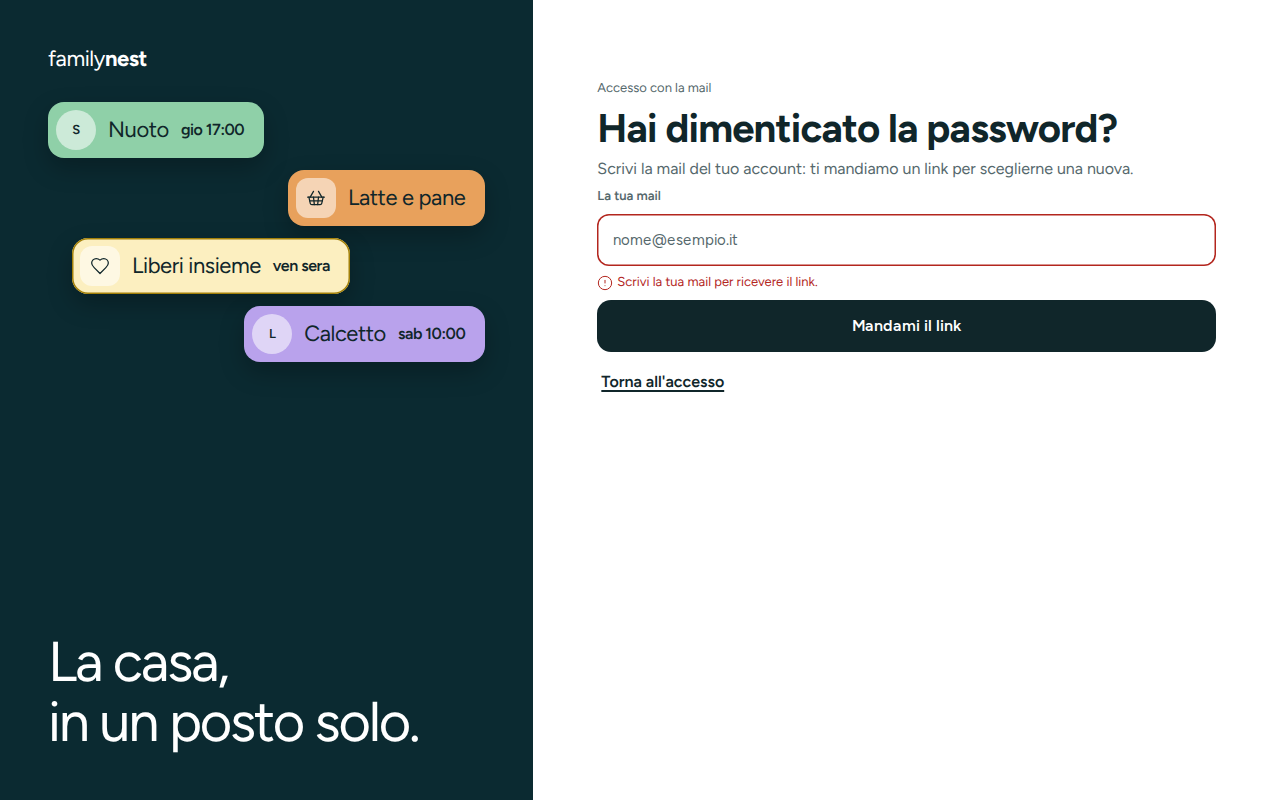 familynest
S Nuoto gio 17:00
Latte e pane
Liberi insieme ven sera
L Calcetto sab 10:00
La casa,
in un posto solo.
Accesso con la mail
Hai dimenticato la password?
Scrivi la mail del tuo account: ti mandiamo un link per sceglierne una nuova.
La tua mail
nome@esempio.it
Scrivi la tua mail per ricevere il link.
Mandami il link
Torna all'accesso